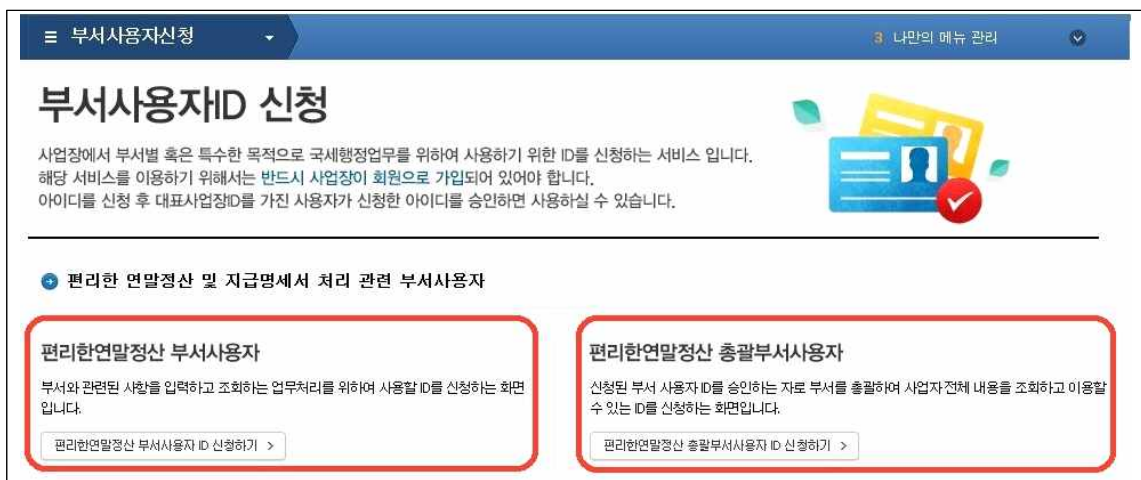 ☰ 부서사용자신청
3 나만의 메뉴 관리
부서사용자ID 신청
사업장에서 부서별 혹은 특수한 목적으로 국세행정업무를 위하여 사용하기 위한 ID를 신청하는 서비스 입니다.
해당 서비스를 이용하기 위해서는 반드시 사업장이 회원으로 가입되어 있어야 합니다.
아이디를 신청 후 대표사업장ID를 가진 사용자가 신청한 아이디를 승인하면 사용하실 수 있습니다.
편리한 연말정산 및 지급명세서 처리 관련 부서사용자
편리한연말정산 부서사용자
부서와 관련된 사항을 입력하고 조회하는 업무처리를 위하여 사용할 ID를 신청하는 화면
입니다.
편리한연말정산 부서사용자 ID 신청하기 >
편리한연말정산 총괄부서사용자
신청된 부서 사용자 ID를 승인하는 자로 부서를 총괄하여 사업자 전체 내용을 조회하고 이용할
수 있는 ID를 신청하는 화면입니다.
편리한연말정산 총괄부서사용자 ID 신청하기 >